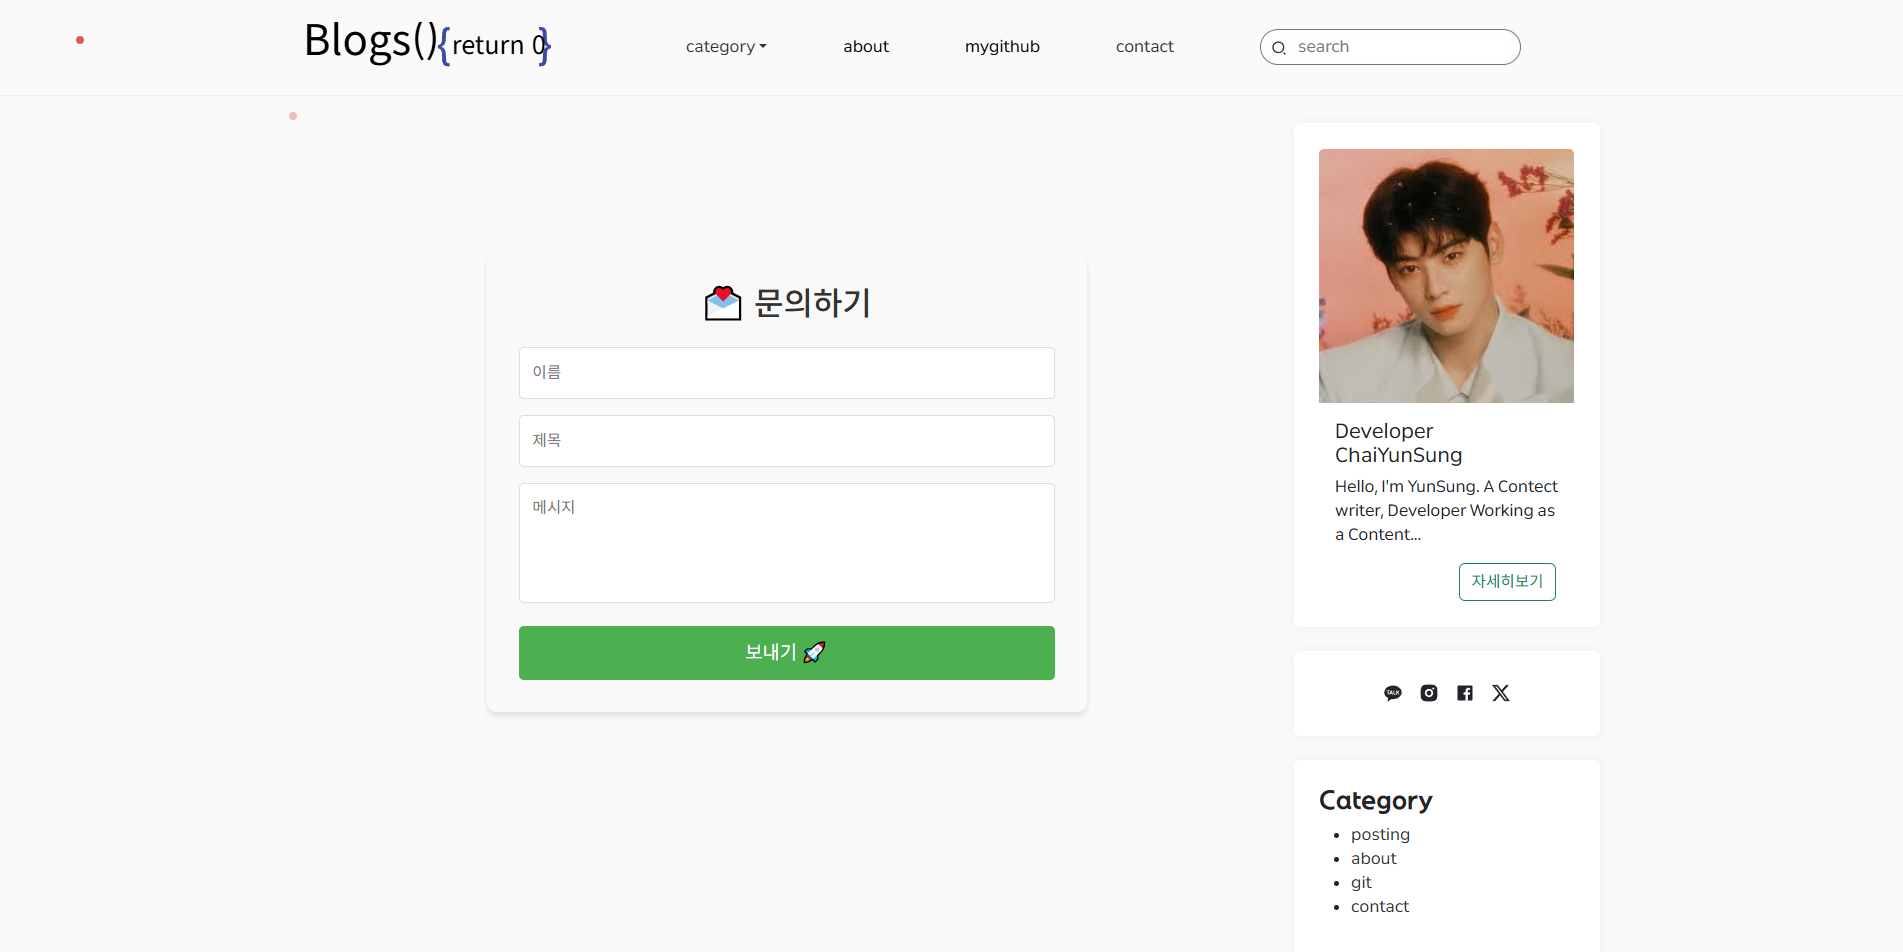 Blogs(){return 0}
category
about
mygithub
contact
search
문의하기
이름
제목
메시지
보내기
Developer
ChaiYunSung
Hello, I'm YunSung. A Contect
writer, Developer Working as
a Content...
자세히보기
TALK
Category
posting
about
git
contact